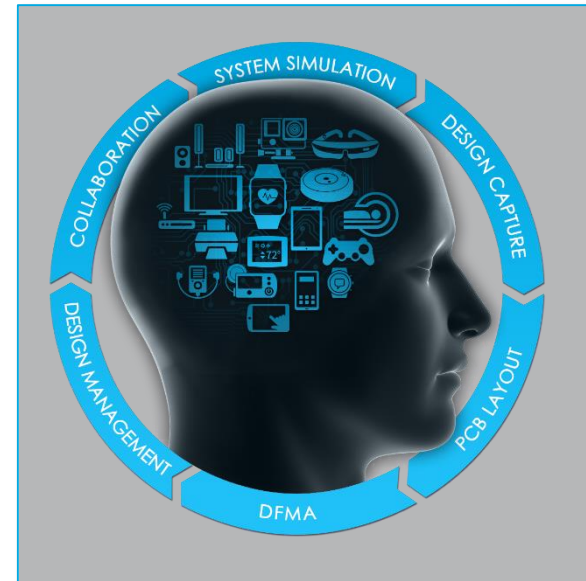 SYSTEM SIMULATION
DESIGN CAPTURE
PCB LAYOUT
DFMA
DESIGN MANAGEMENT
COLLABORATION
72°